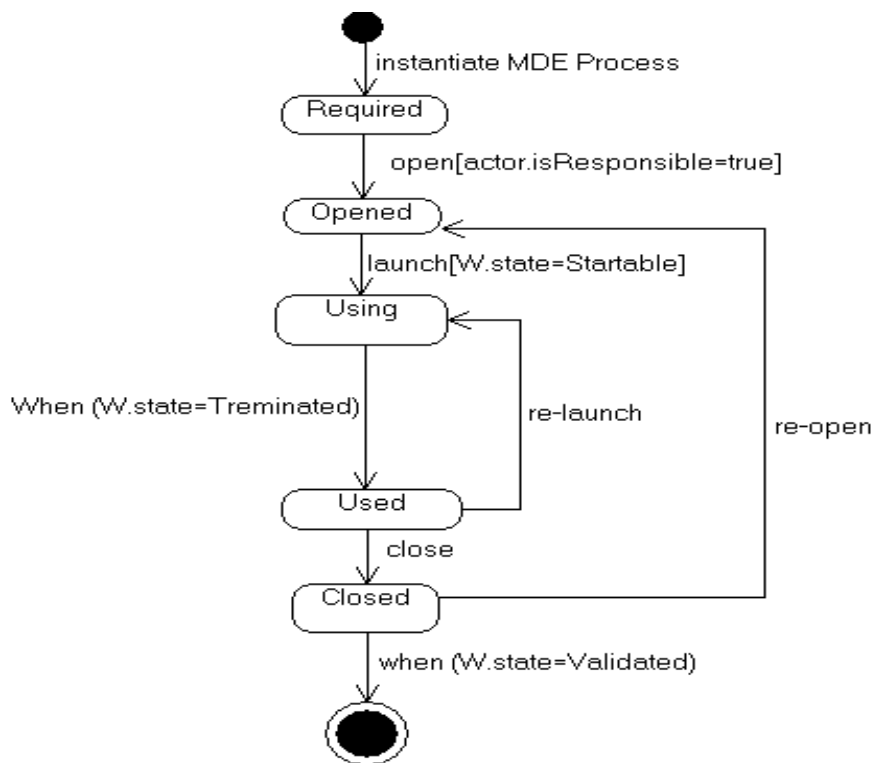 instantiate MDE Process
Required
open[actor.isResponsible=true]
Opened
launch[W.state=Startable]
Using
When (W.state=Treminated)
re-launch
re-open
Used
close
Closed
when (W.state=Validated)